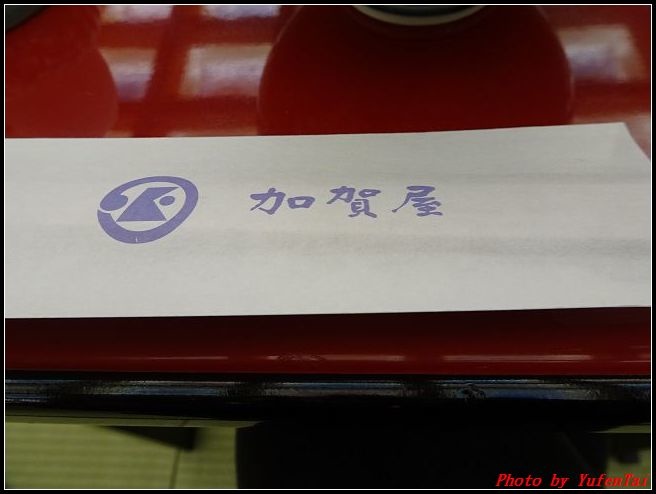 加賀屋
Photo by YufenTai